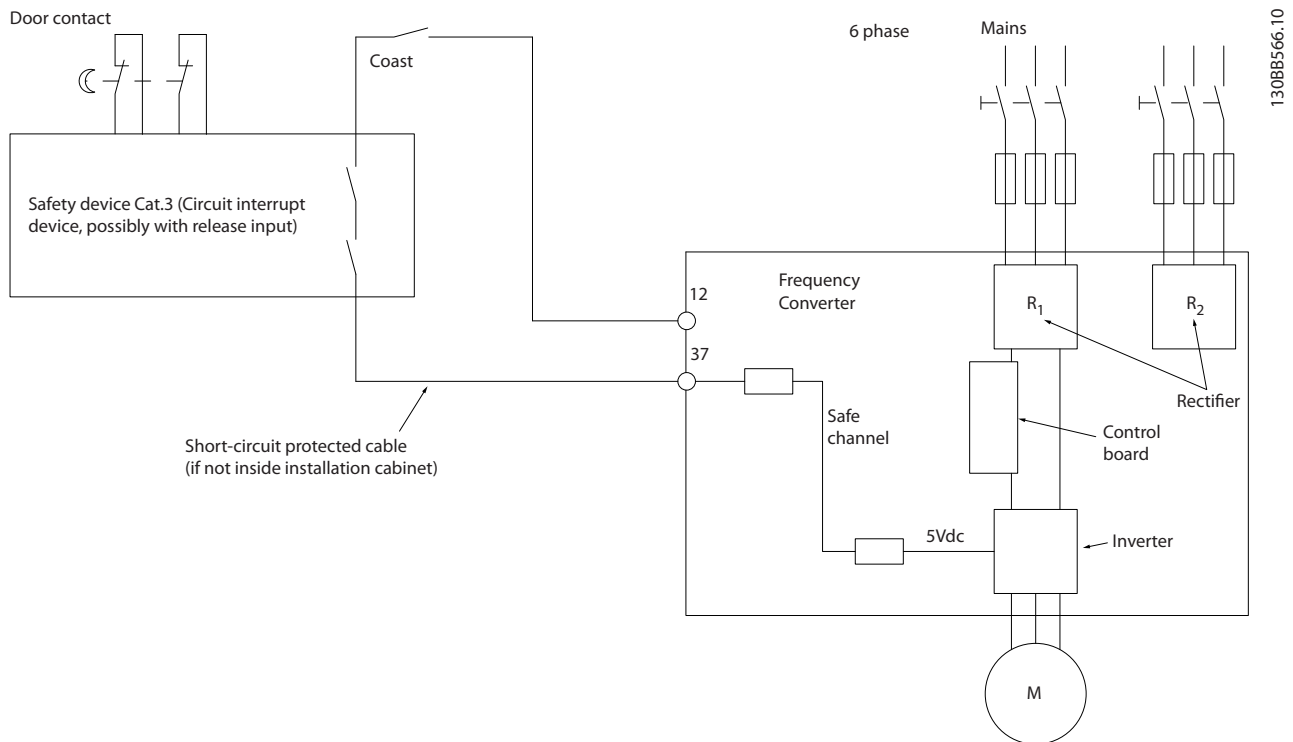 Door contact
Coast
6 phase
Mains
130BB566.10
Safety device Cat.3 (Circuit interrupt
device, possibly with release input)
12
Frequency
Converter
R1
R2
37
Rectifier
Safe
channel
Control
board
Short-circuit protected cable
(if not inside installation cabinet)
5Vdc
Inverter
M